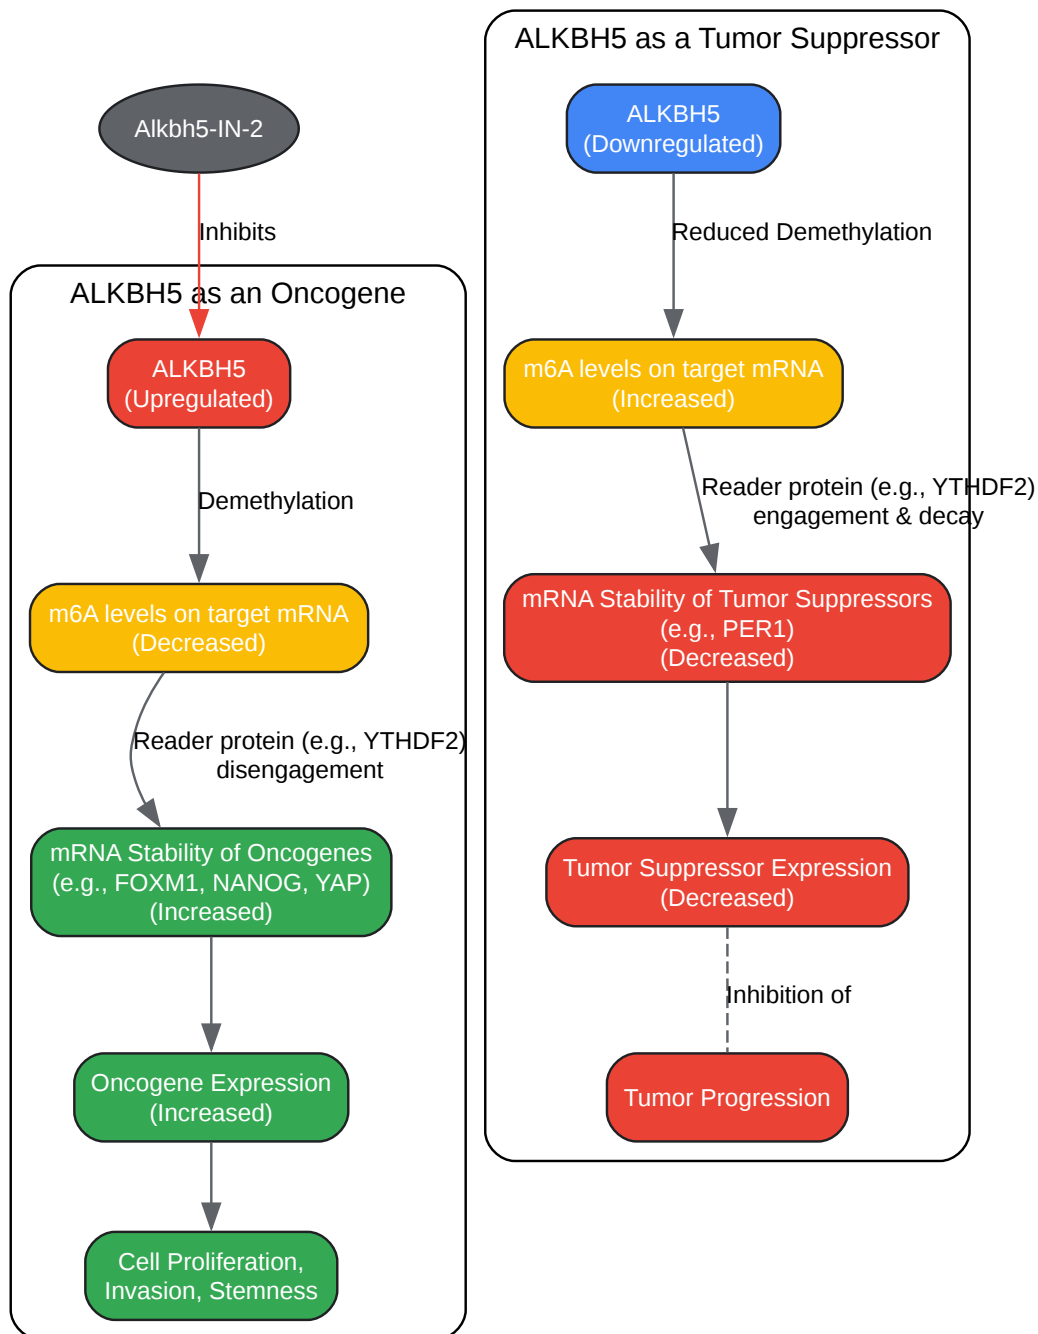 Alkbh5-IN-2
Inhibits
ALKBH5 as an Oncogene
ALKBH5
(Upregulated)
Demethylation
m6A levels on target mRNA
(Decreased)
Reader protein (e.g., YTHDF2)
disengagement
mRNA Stability of Oncogenes
(e.g., FOXM1, NANOG, YAP)
(Increased)
Oncogene Expression
(Increased)
Cell Proliferation,
Invasion, Stemness
ALKBH5 as a Tumor Suppressor
ALKBH5
(Downregulated)
Reduced Demethylation
m6A levels on target mRNA
(Increased)
Reader protein (e.g., YTHDF2)
engagement & decay
mRNA Stability of Tumor Suppressors
(e.g., PER1)
(Decreased)
Tumor Suppressor Expression
(Decreased)
Inhibition of
Tumor Progression